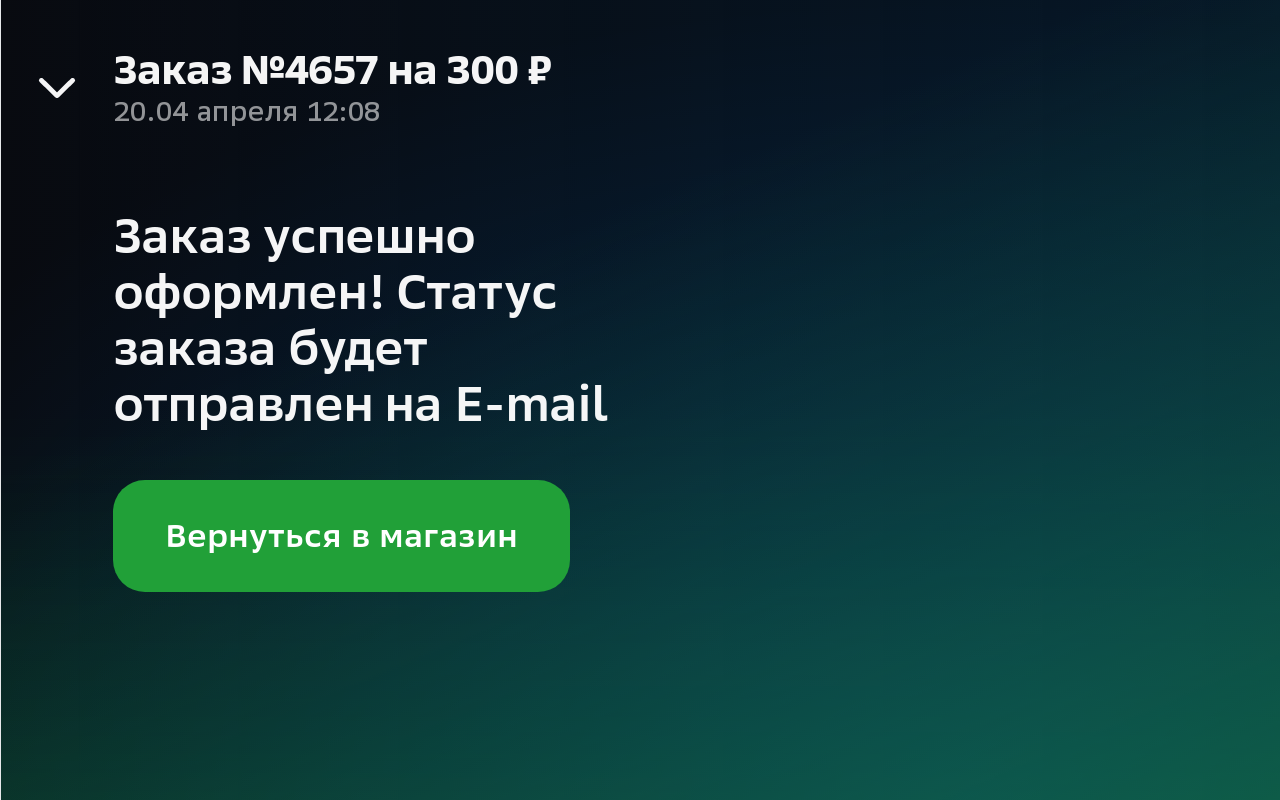 Заказ №4657 на 300 ₽
20.04 апреля 12:08
Заказ успешно
оформлен! Статус
заказа будет
отправлен на E-mail
Вернуться в магазин